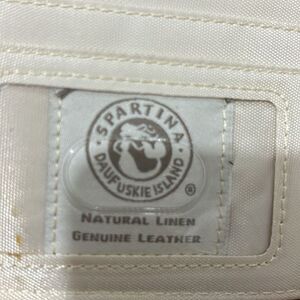 SPARTINA
DAUFUSKIE ISLAND
®
NATURAL LINEN
GENUINE LEATHER